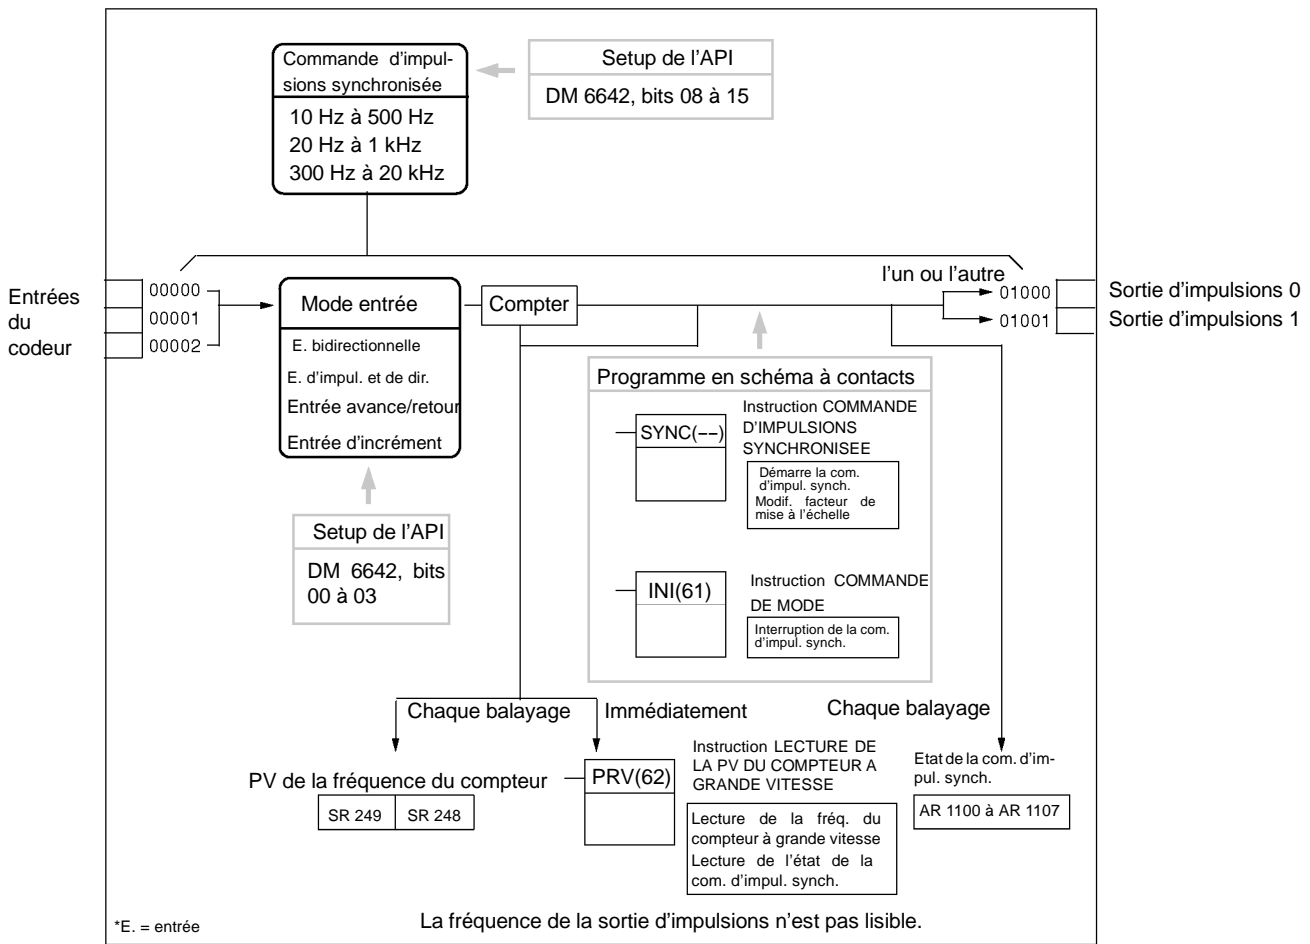 Commande d'impul-
sions synchronisée
10 Hz à 500 Hz
20 Hz à 1 kHz
300 Hz à 20 kHz
Setup de l'API
DM 6642, bits 08 à 15
Entrées
du
codeur
00000
00001
00002
Mode entrée
E. bidirectionnelle
E. d'impul. et de dir.
Entrée avance/retour
Entrée d'incrément
Compter
l'un ou l'autre
01000
01001
Sortie d'impulsions 0
Sortie d'impulsions 1
Setup de l'API
DM 6642, bits
00 à 03
Programme en schéma à contacts
SYNC(––)
Instruction COMMANDE
D'IMPULSIONS
SYNCHRONISEE
Démarre la com.
d'impul. synch.
Modif. facteur de
mise à l'échelle
INI(61)
Instruction COMMANDE
DE MODE
Interruption de la com.
d'impul. synch.
Chaque balayage
Immédiatement
Chaque balayage
PV de la fréquence du compteur
SR 249
SR 248
PRV(62)
Instruction LECTURE DE
LA PV DU COMPTEUR A
GRANDE VITESSE
Lecture de la fréq. du
compteur à grande vitesse
Lecture de l'état de la
com. d'impul. synch.
Etat de la com. d'im-
pul. synch.
AR 1100 à AR 1107
*E. = entrée
La fréquence de la sortie d'impulsions n'est pas lisible.